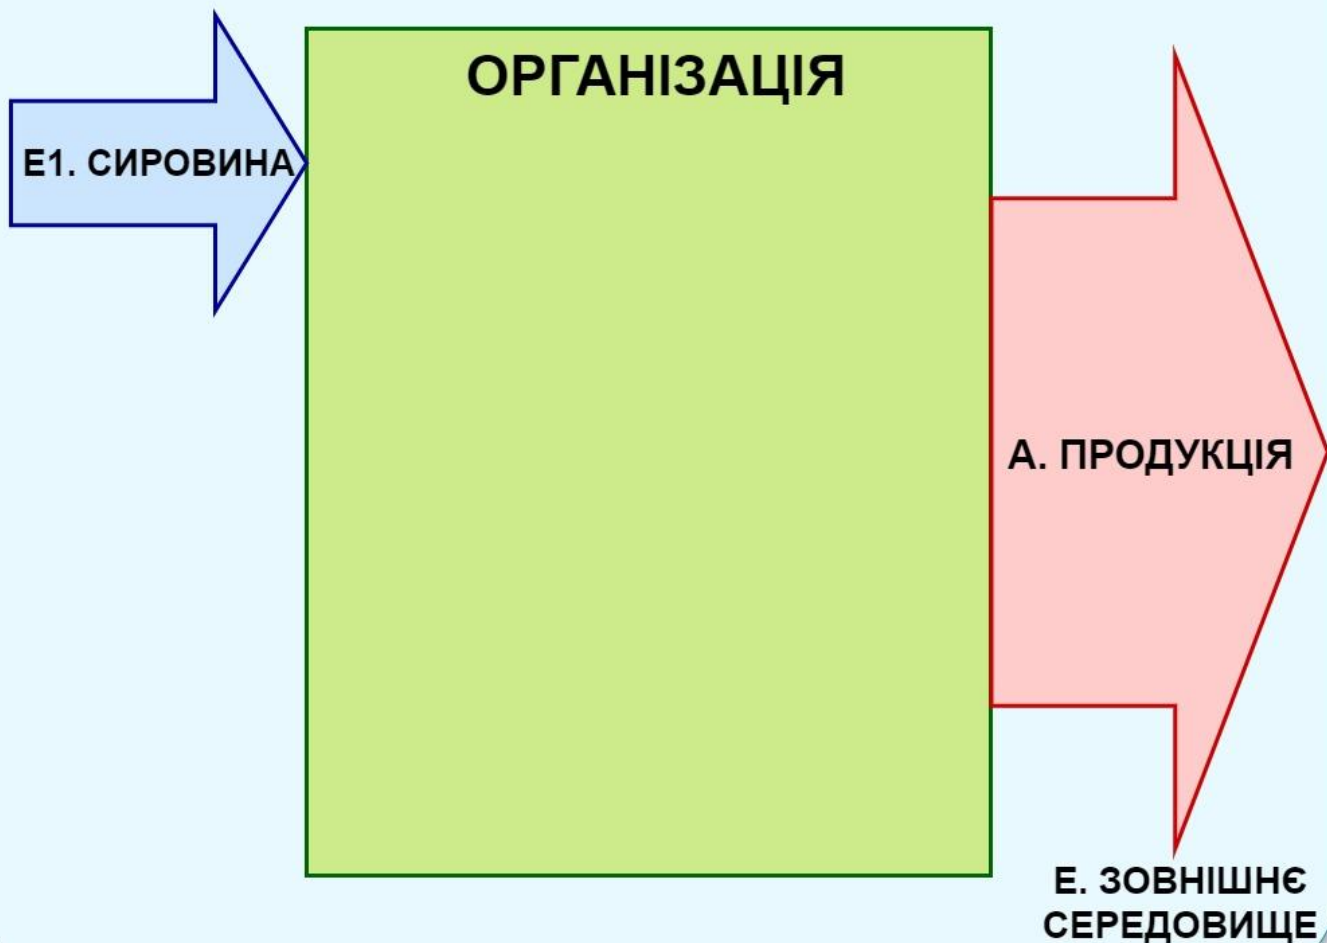 ОРГАНІЗАЦІЯ
Е1. СИРОВИНА
А. ПРОДУКЦІЯ
Е. ЗОВНІШНЄ
СЕРЕДОВИЩЕ